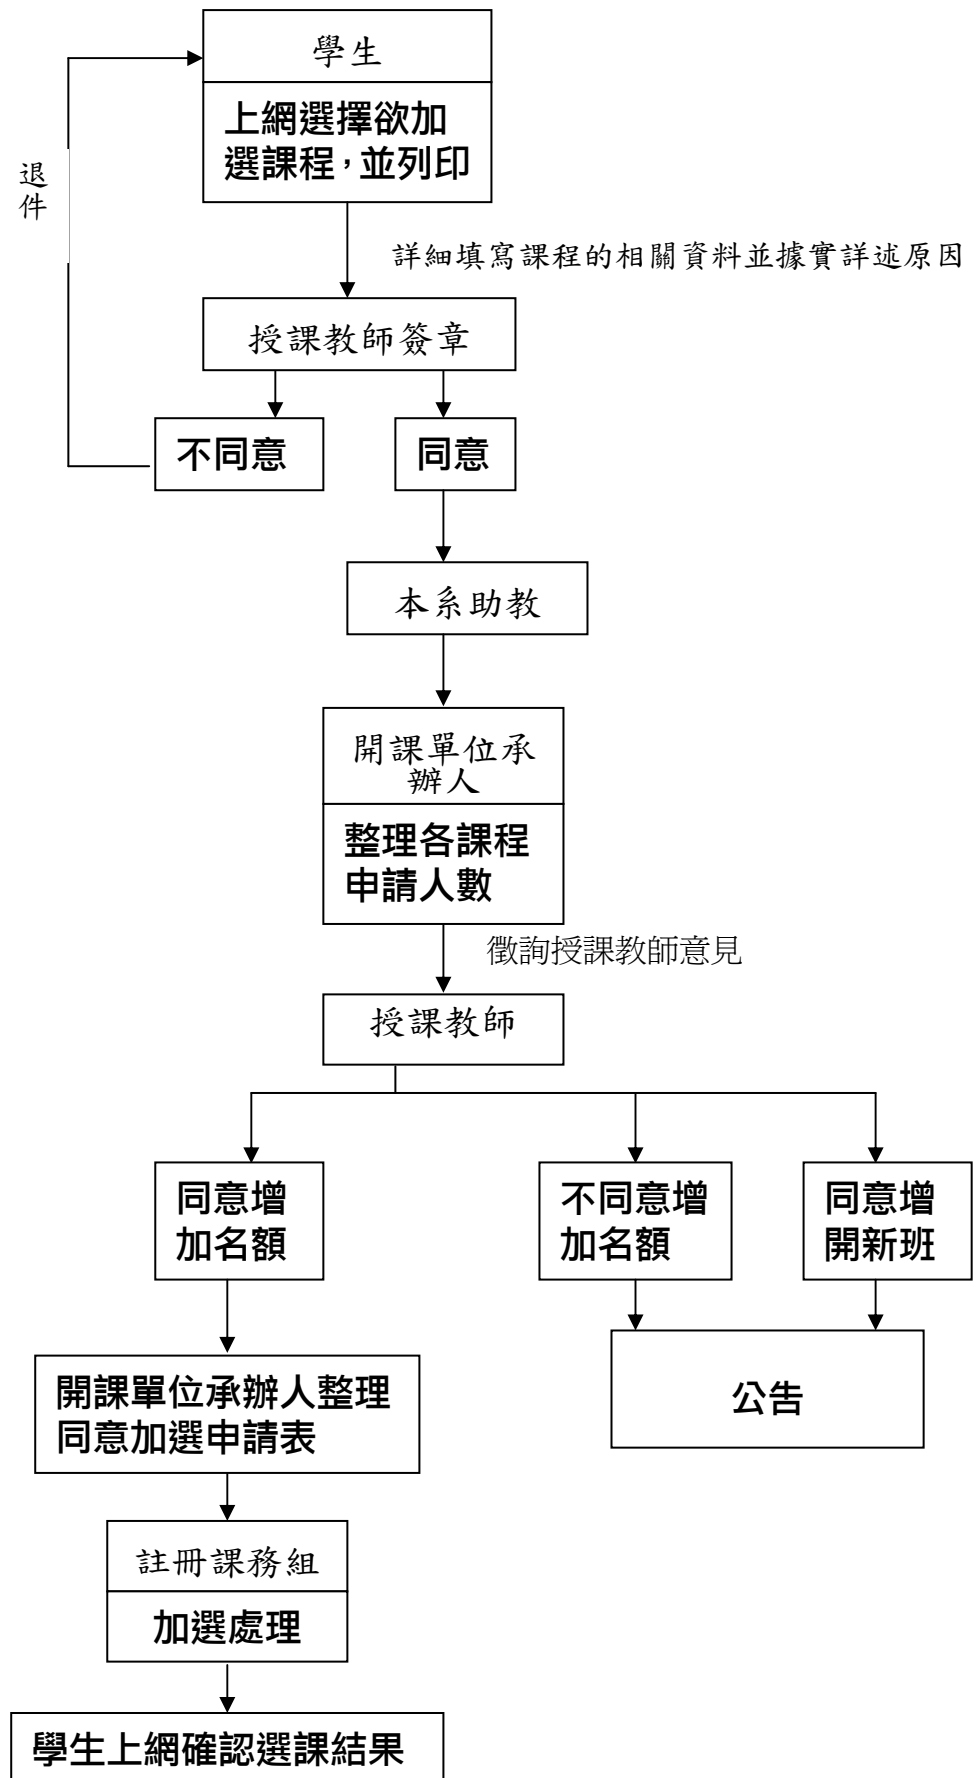 學生
上網選擇欲加
選課程，並列印
退件
詳細填寫課程的相關資料並據實詳述原因
授課教師簽章
不同意
同意
本系助教
開課單位承
辦人
整理各課程
申請人數
徵詢授課教師意見
授課教師
同意增
加名額
不同意增
加名額
同意增
開新班
開課單位承辦人整理
同意加選申請表
公告
註冊課務組
加選處理
學生上網確認選課結果